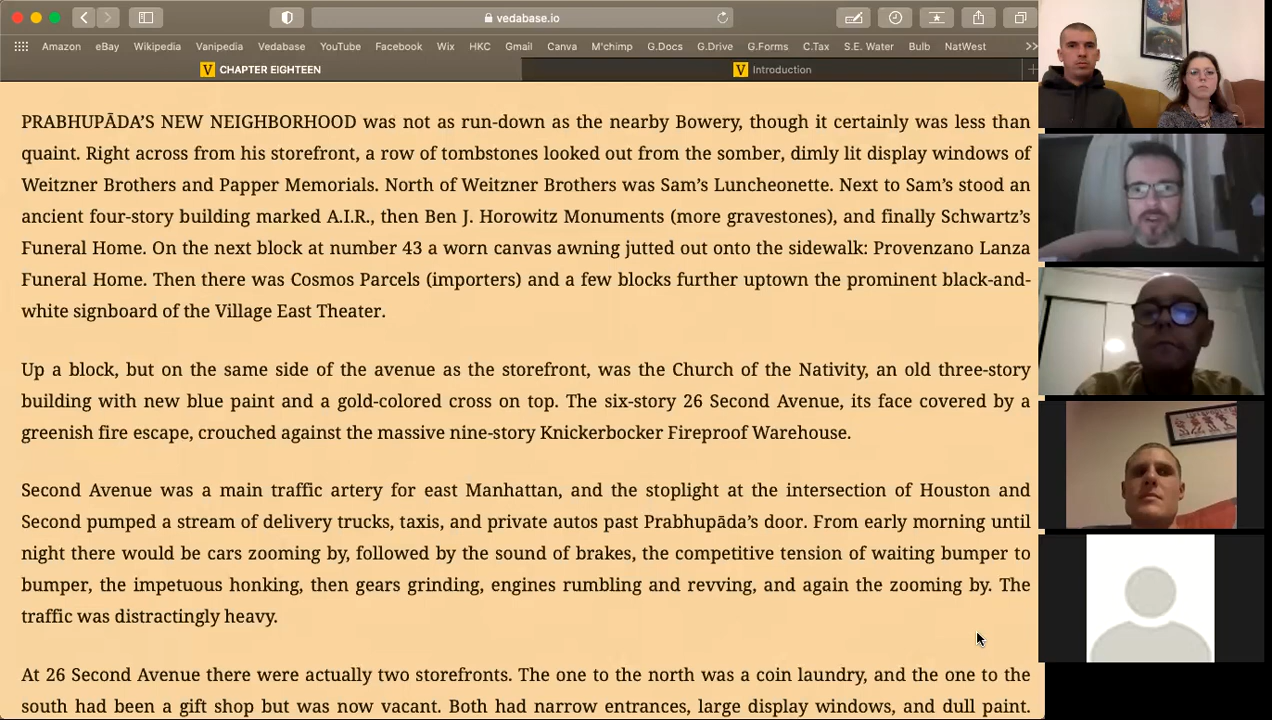 vedabase.io
Amazon eBay Wikipedia Vanipedia Vedabase YouTube Facebook Wix HKC Gmail Canva M'chimp G.Docs G.Drive G.Forms C.Tax S.E. Water Bulb NatWest >>
V CHAPTER EIGHTEEN V Introduction +
PRABHUPĀDA’S NEW NEIGHBORHOOD was not as run-down as the nearby Bowery, though it certainly was less than
quaint. Right across from his storefront, a row of tombstones looked out from the somber, dimly lit display windows of
Weitzner Brothers and Papper Memorials. North of Weitzner Brothers was Sam’s Luncheonette. Next to Sam’s stood an
ancient four-story building marked A.I.R., then Ben J. Horowitz Monuments (more gravestones), and finally Schwartz’s
Funeral Home. On the next block at number 43 a worn canvas awning jutted out onto the sidewalk: Provenzano Lanza
Funeral Home. Then there was Cosmos Parcels (importers) and a few blocks further uptown the prominent black-and-
white signboard of the Village East Theater.
Up a block, but on the same side of the avenue as the storefront, was the Church of the Nativity, an old three-story
building with new blue paint and a gold-colored cross on top. The six-story 26 Second Avenue, its face covered by a
greenish fire escape, crouched against the massive nine-story Knickerbocker Fireproof Warehouse.
Second Avenue was a main traffic artery for east Manhattan, and the stoplight at the intersection of Houston and
Second pumped a stream of delivery trucks, taxis, and private autos past Prabhupāda’s door. From early morning until
night there would be cars zooming by, followed by the sound of brakes, the competitive tension of waiting bumper to
bumper, the impetuous honking, then gears grinding, engines rumbling and revving, and again the zooming by. The
traffic was distractingly heavy.
At 26 Second Avenue there were actually two storefronts. The one to the north was a coin laundry, and the one to the
south had been a gift shop but was now vacant. Both had narrow entrances, large display windows, and dull paint.